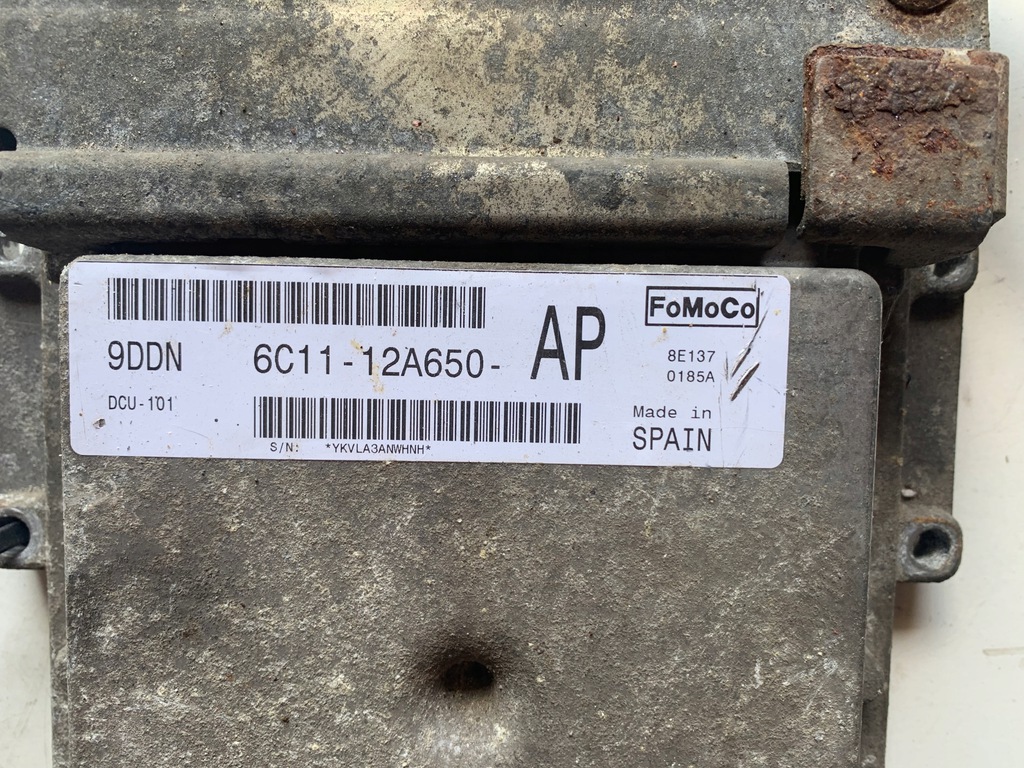 FoMoCo
9DDN 6C11-12A650- AP
8E137
0185A
DCU-101
Made in
SPAIN
S/N: *YKVLA3ANWHNH*